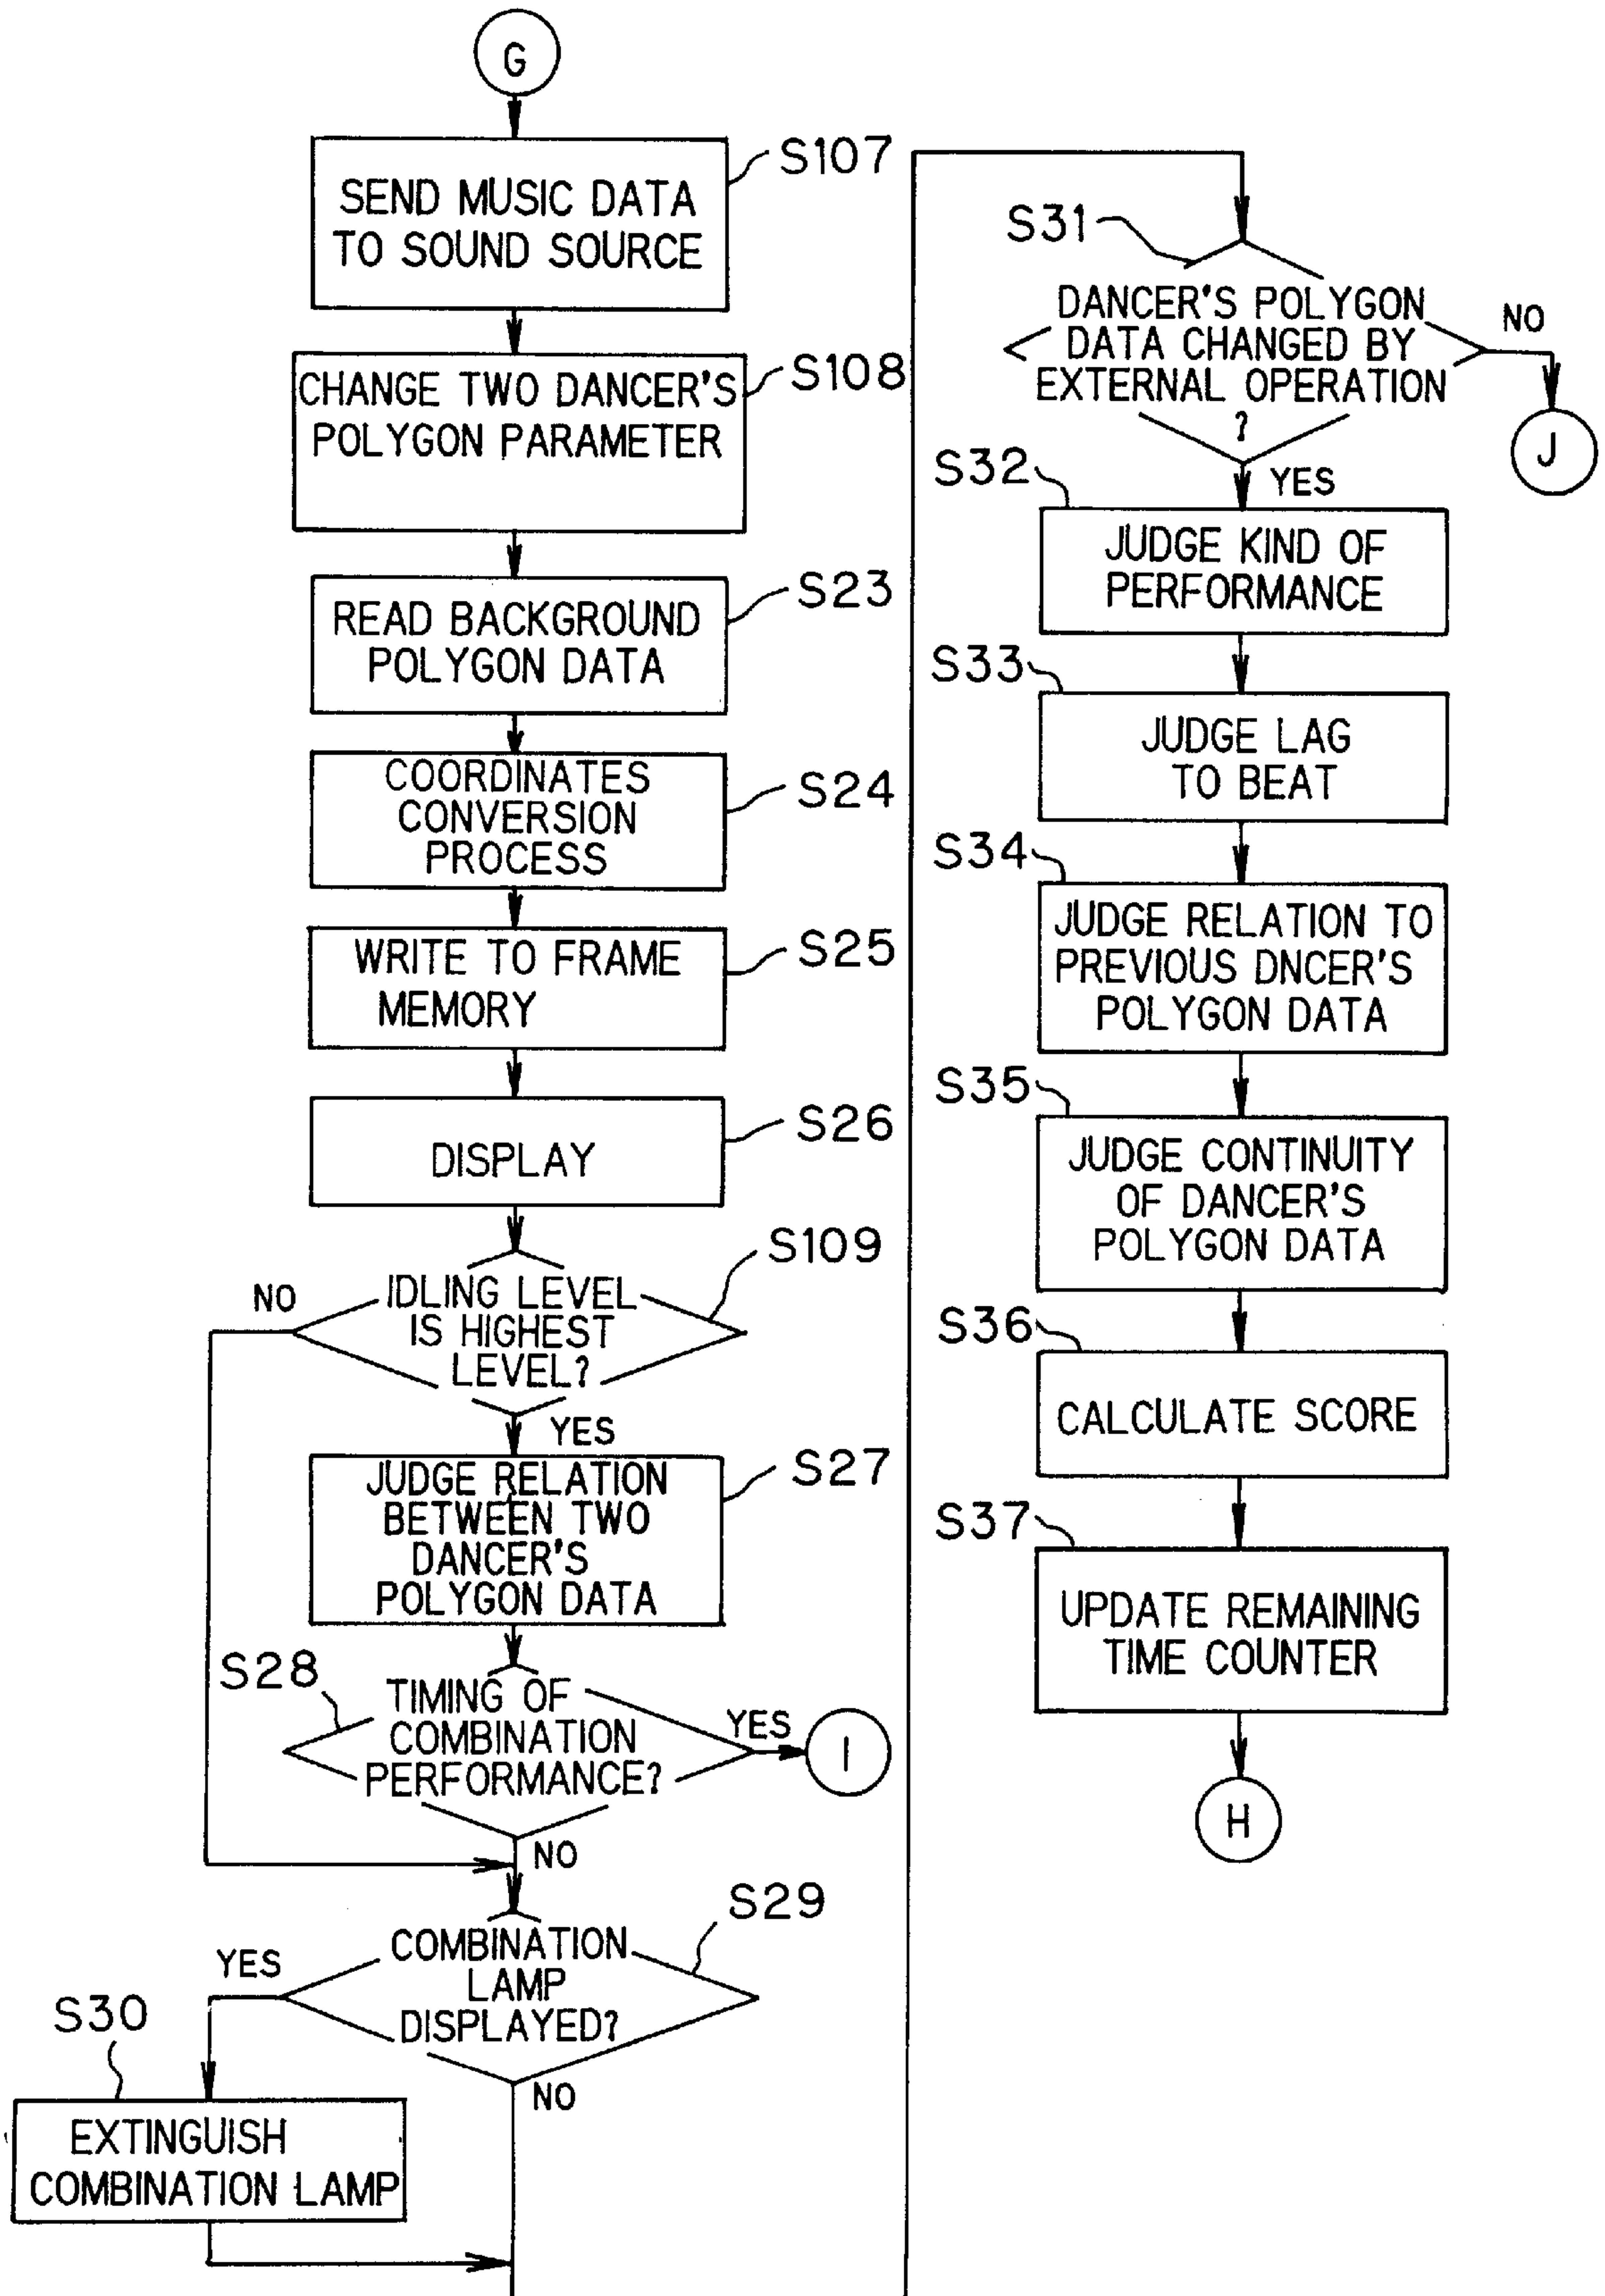 G
S107
SEND MUSIC DATA
TO SOUND SOURCE
S108
CHANGE TWO DANCER'S
POLYGON PARAMETER
S23
READ BACKGROUND
POLYGON DATA
S24
COORDINATES
CONVERSION
PROCESS
S25
WRITE TO FRAME
MEMORY
S26
DISPLAY
S109
NO
IDLING LEVEL
IS HIGHEST
LEVEL?
YES
S27
JUDGE RELATION
BETWEEN TWO
DANCER'S
POLYGON DATA
S28
TIMING OF
COMBINATION
PERFORMANCE?
YES
I
NO
S29
COMBINATION
LAMP
DISPLAYED?
YES
NO
S30
EXTINGUISH
COMBINATION LAMP
S31
DANCER'S POLYGON
DATA CHANGED BY
EXTERNAL OPERATION
?
NO
J
YES
S32
JUDGE KIND OF
PERFORMANCE
S33
JUDGE LAG
TO BEAT
S34
JUDGE RELATION TO
PREVIOUS DNCER'S
POLYGON DATA
S35
JUDGE CONTINUITY
OF DANCER'S
POLYGON DATA
S36
CALCULATE SCORE
S37
UPDATE REMAINING
TIME COUNTER
H